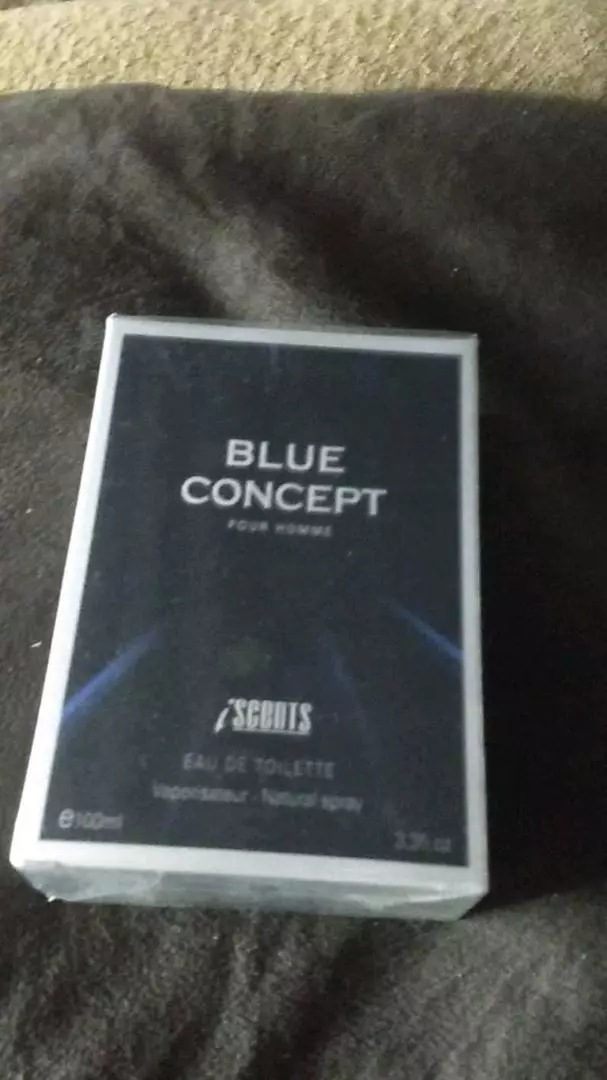 BLUE
CONCEPT
POUR HOMME
iscents
EAU DE TOILETTE
Vaporisateur - Natural spray
e100ml
3.3fl oz